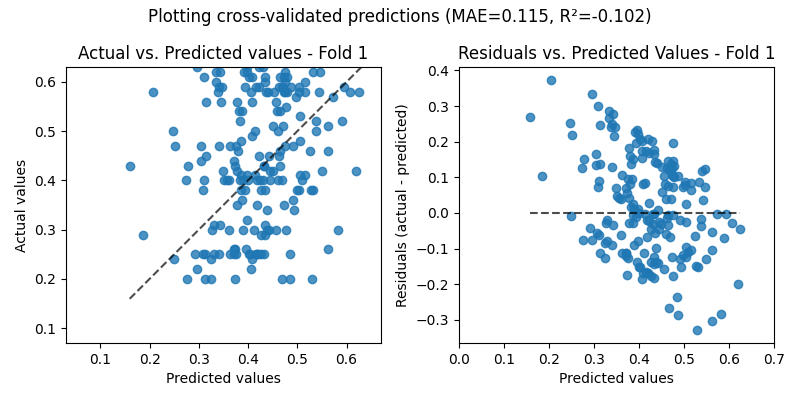 Plotting cross-validated predictions (MAE=0.115, R²=-0.102)
Actual vs. Predicted values - Fold 1
Actual values
0.6
0.5
0.4
0.3
0.2
0.1
0.1 0.2 0.3 0.4 0.5 0.6
Predicted values
Residuals vs. Predicted Values - Fold 1
Residuals (actual - predicted)
0.4
0.3
0.2
0.1
0.0
−0.1
−0.2
−0.3
0.0 0.1 0.2 0.3 0.4 0.5 0.6 0.7
Predicted values